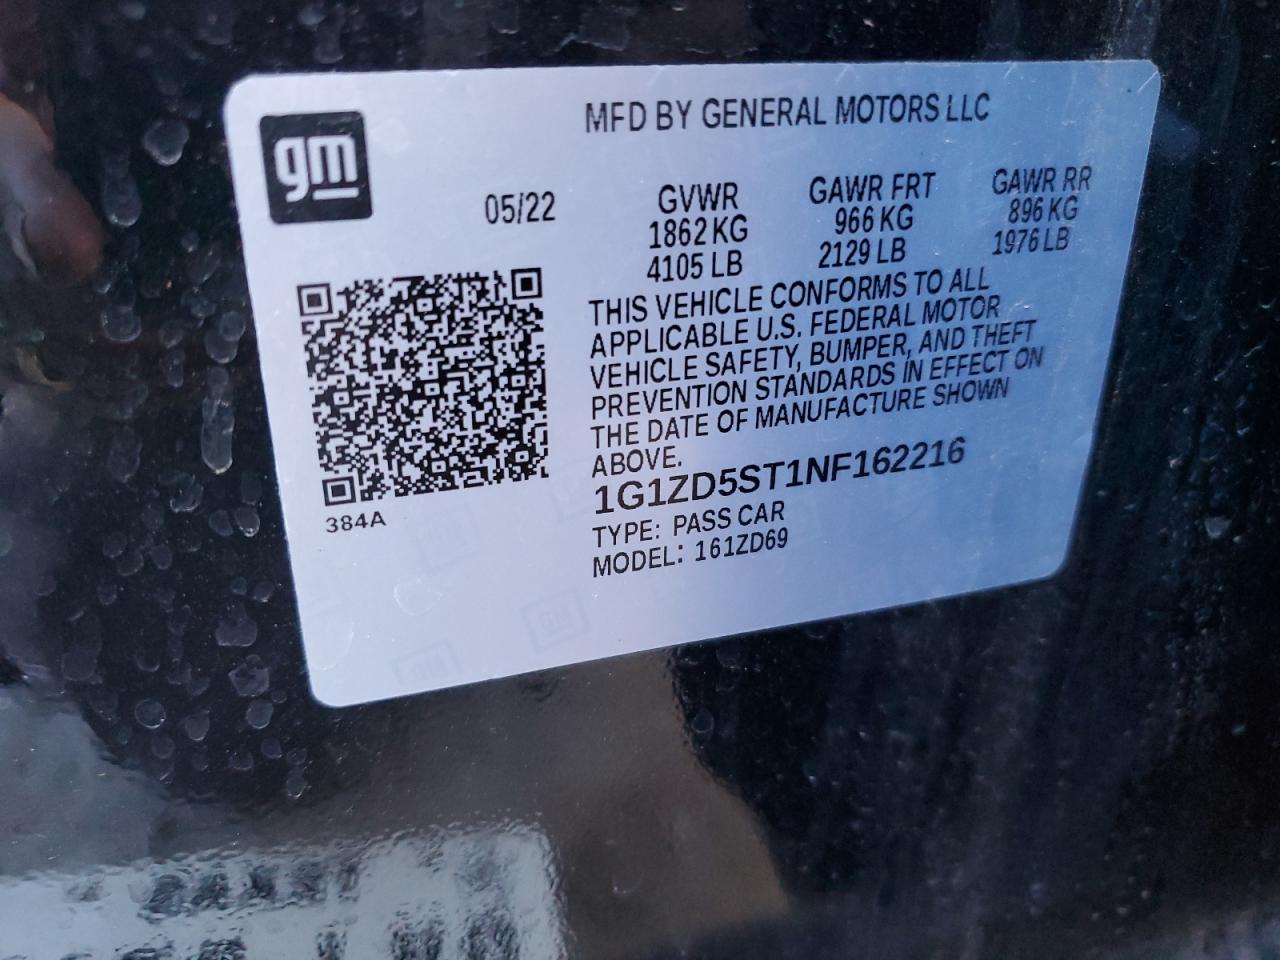 gm
MFD BY GENERAL MOTORS LLC
05/22
GVWR GAWR FRT GAWR RR
1862 KG 966 KG 896 KG
4105 LB 2129 LB 1976 LB
THIS VEHICLE CONFORMS TO ALL
APPLICABLE U.S. FEDERAL MOTOR
VEHICLE SAFETY, BUMPER, AND THEFT
PREVENTION STANDARDS IN EFFECT ON
THE DATE OF MANUFACTURE SHOWN
ABOVE.
1G1ZD5ST1NF162216
TYPE: PASS CAR
MODEL: 161ZD69
384A
GM
GM